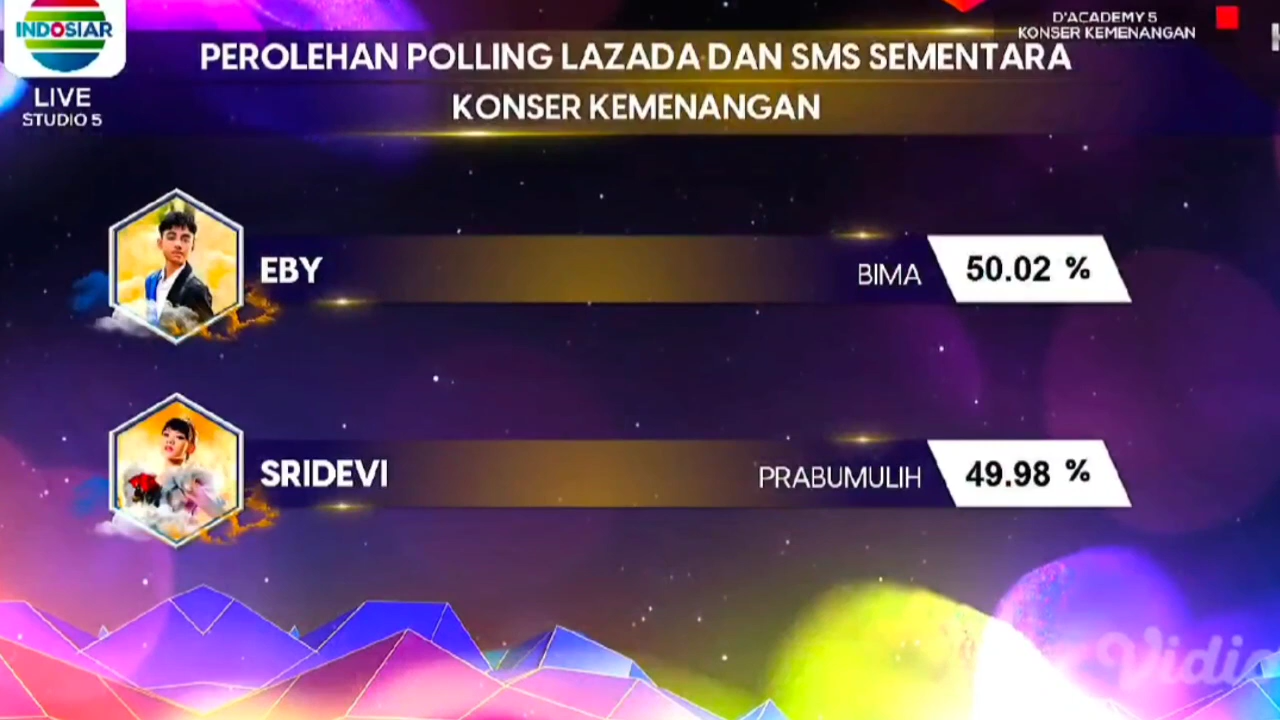 INDOSIAR
LIVE
STUDIO 5
D'ACADEMY 5
KONSER KEMENANGAN
PEROLEHAN POLLING LAZADA DAN SMS SEMENTARA
KONSER KEMENANGAN
EBY BIMA 50.02 %
SRIDEVI PRABUMULIH 49.98 %